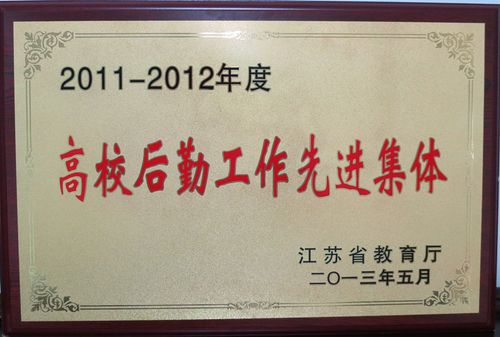 2011-2012年度
高校后勤工作先进集体
江苏省教育厅
二〇一三年五月